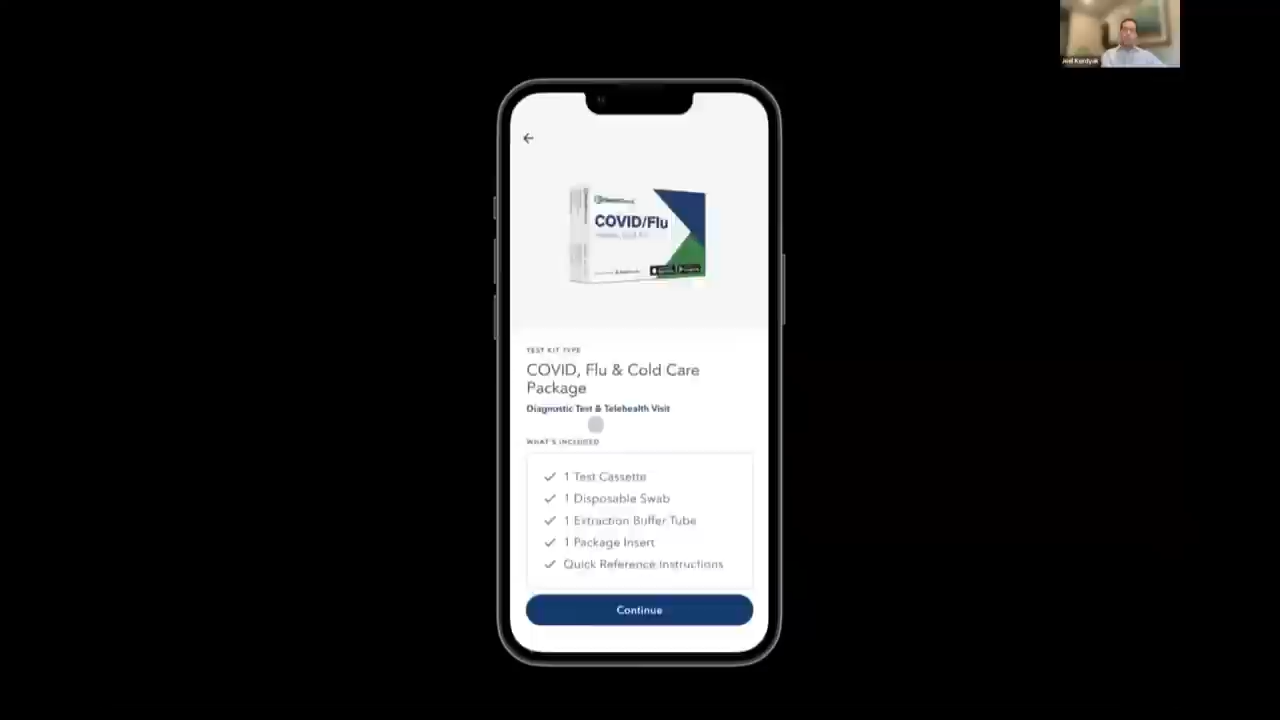 COVID/Flu
TEST KIT TYPE
COVID, Flu & Cold Care
Package
Diagnostic Test & Telehealth Visit
WHAT'S INCLUDED
1 Test Cassette
1 Disposable Swab
1 Extraction Buffer Tube
1 Package Insert
Quick Reference Instructions
Continue